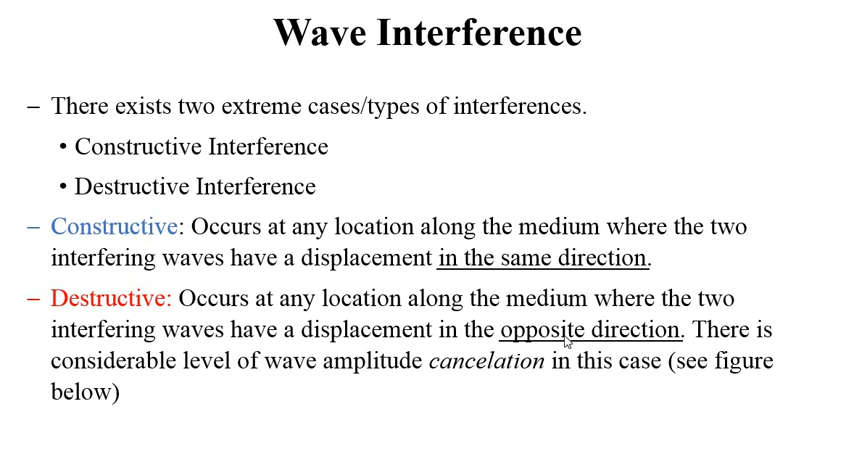 Wave Interference
– There exists two extreme cases/types of interferences.
• Constructive Interference
• Destructive Interference
– Constructive: Occurs at any location along the medium where the two
interfering waves have a displacement in the same direction.
– Destructive: Occurs at any location along the medium where the two
interfering waves have a displacement in the opposite direction. There is
considerable level of wave amplitude cancelation in this case (see figure
below)